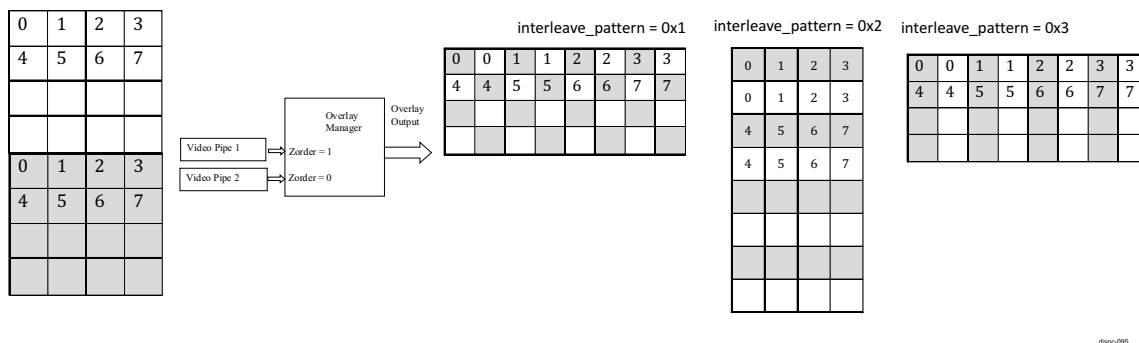 0 1 2 3
4 5 6 7
0 1 2 3
4 5 6 7
Video Pipe 1
Video Pipe 2
Overlay
Manager
Zorder = 1
Zorder = 0
Overlay
Output
interleave_pattern = 0x1
0 0 1 1 2 2 3 3
4 4 5 5 6 6 7 7
interleave_pattern = 0x2
0 1 2 3
0 1 2 3
4 5 6 7
4 5 6 7
interleave_pattern = 0x3
0 0 1 1 2 2 3 3
4 4 5 5 6 6 7 7
dispc-095